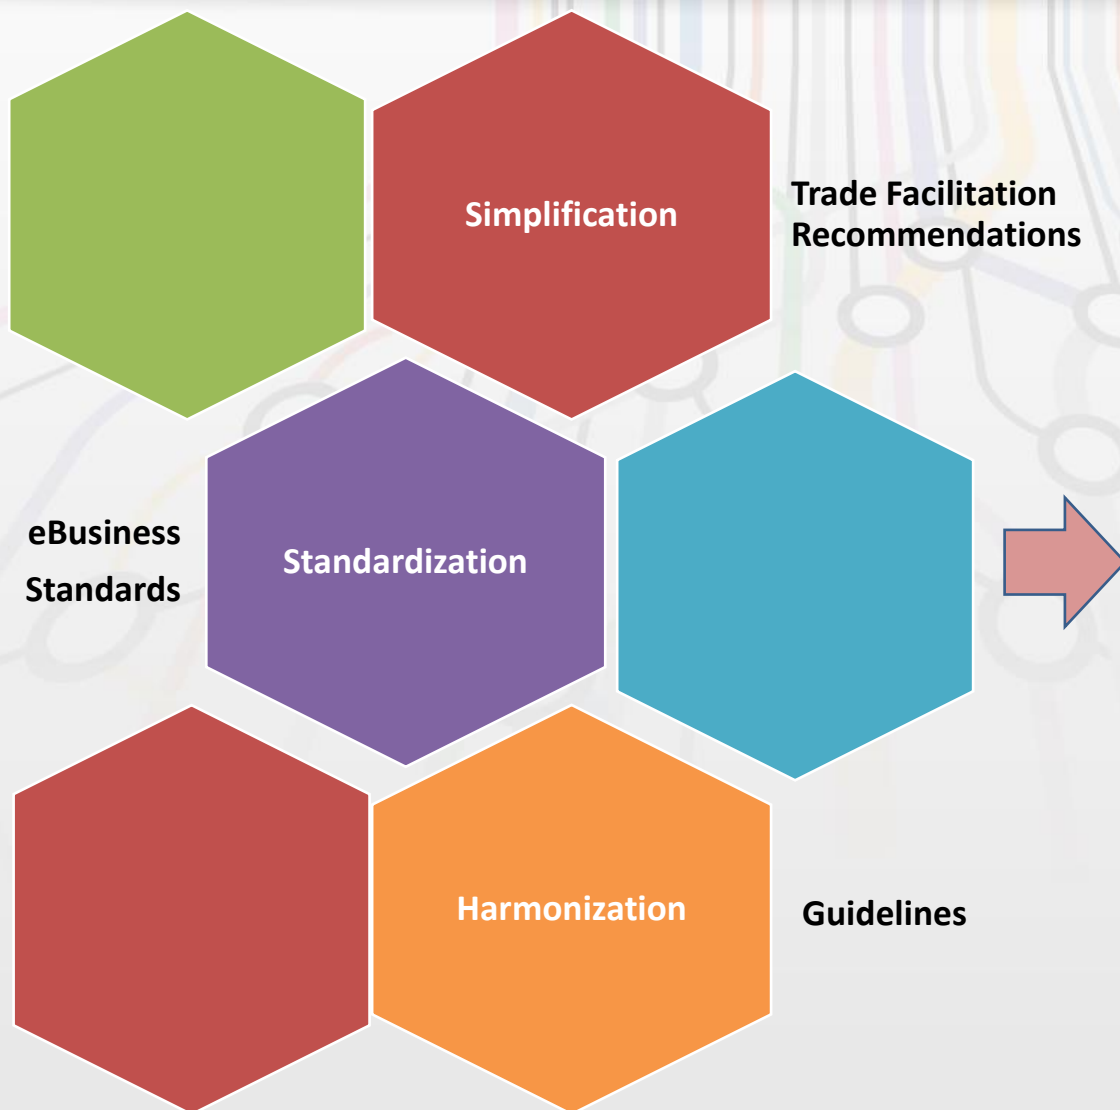 Simplification
Trade Facilitation
Recommendations
eBusiness
Standards
Standardization
Harmonization
Guidelines